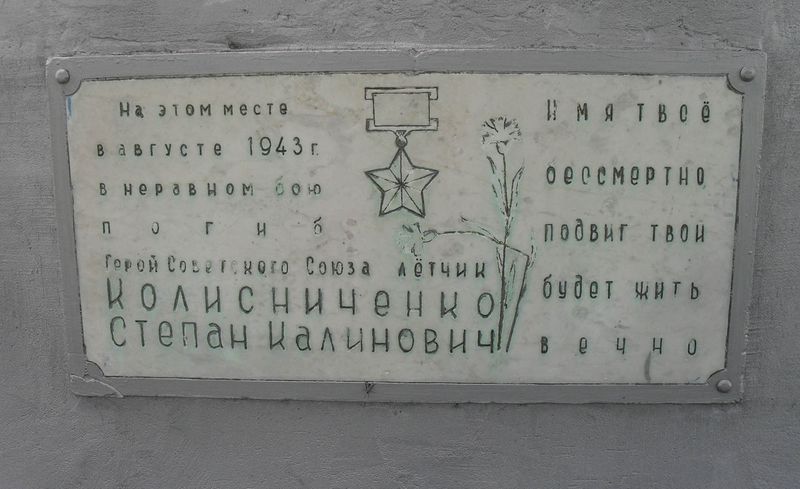 На этом месте
в августе 1943 г.
в неравном бою
погиб
Герой Советского Союза лётчик
Колисниченко
Степан Калинович
Имя твоё
бессмертно
подвиг твой
будет жить
вечно